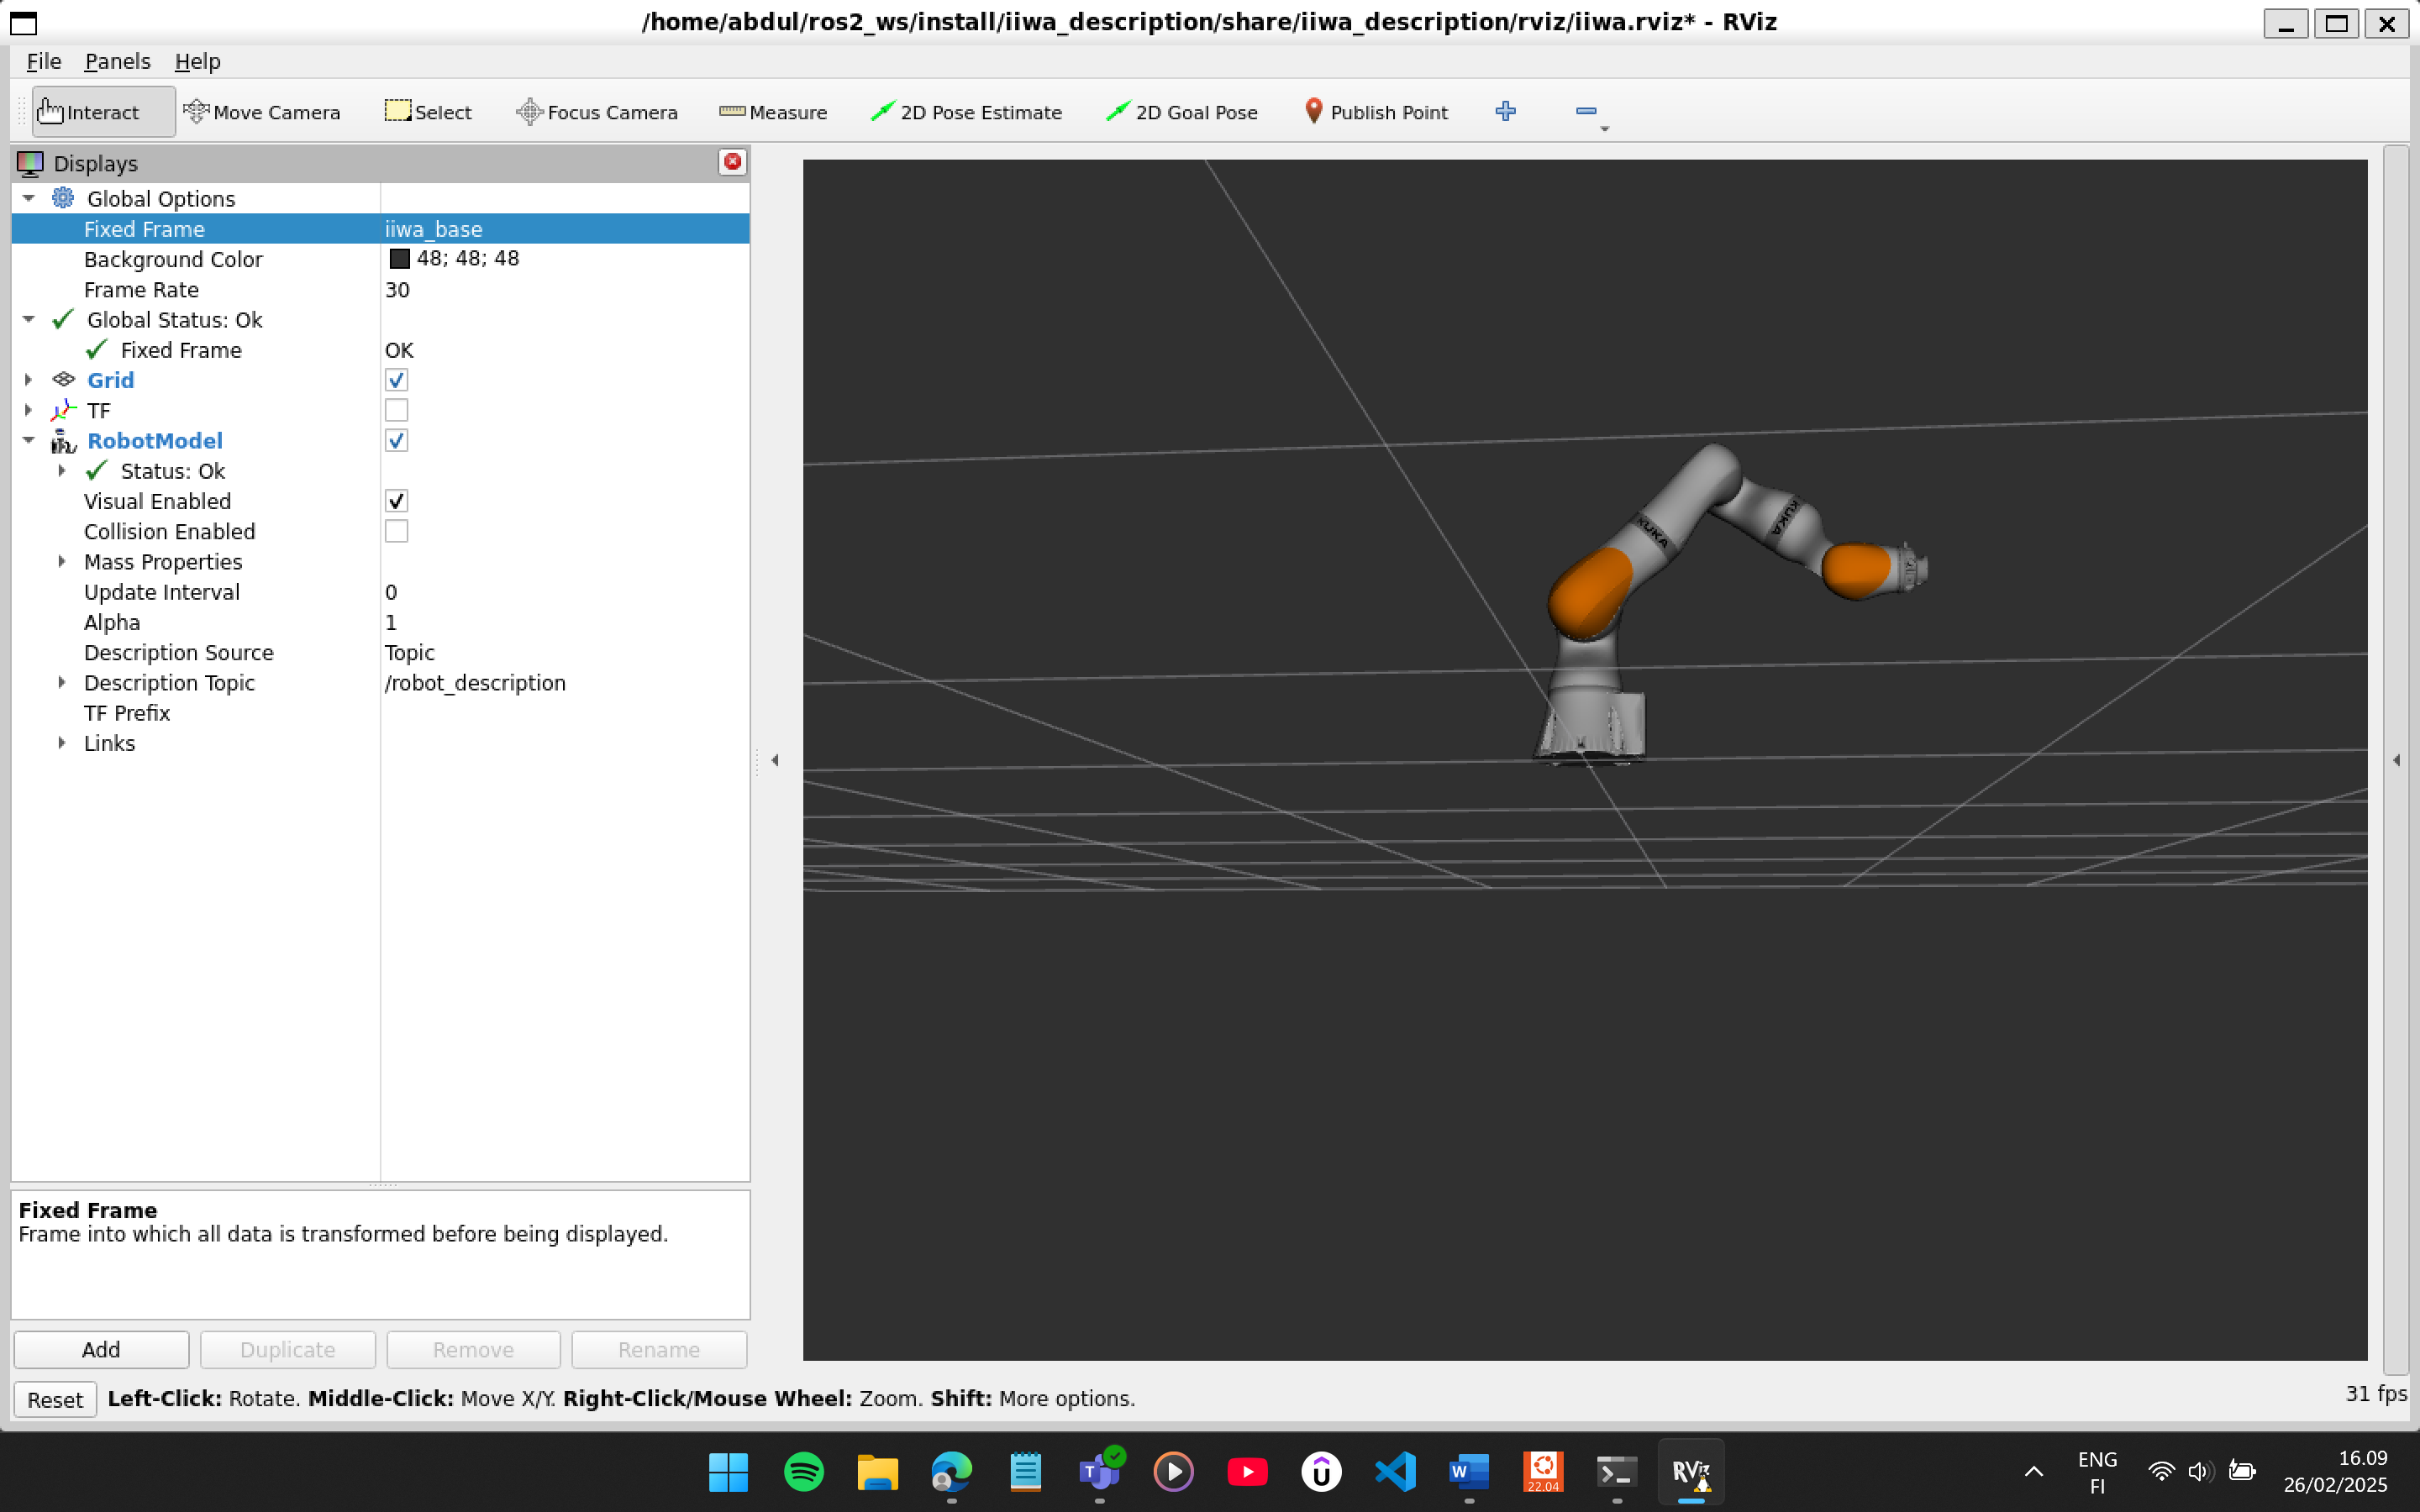 /home/abdul/ros2_ws/install/iiwa_description/share/iiwa_description/rviz/iiwa.rviz* - RViz
File Panels Help
Interact Move Camera Select Focus Camera Measure 2D Pose Estimate 2D Goal Pose Publish Point
Displays
Global Options
Fixed Frame iiwa_base
Background Color 48; 48; 48
Frame Rate 30
Global Status: Ok
Fixed Frame OK
Grid
TF
RobotModel
Status: Ok
Visual Enabled
Collision Enabled
Mass Properties
Update Interval 0
Alpha 1
Description Source Topic
Description Topic /robot_description
TF Prefix
Links
KUKA
KUKA
Fixed Frame
Frame into which all data is transformed before being displayed.
Add Duplicate Remove Rename
Reset Left-Click: Rotate. Middle-Click: Move X/Y. Right-Click/Mouse Wheel: Zoom. Shift: More options.
31 fps
T
W
22.04
RViz
ENG
FI
16.09
26/02/2025